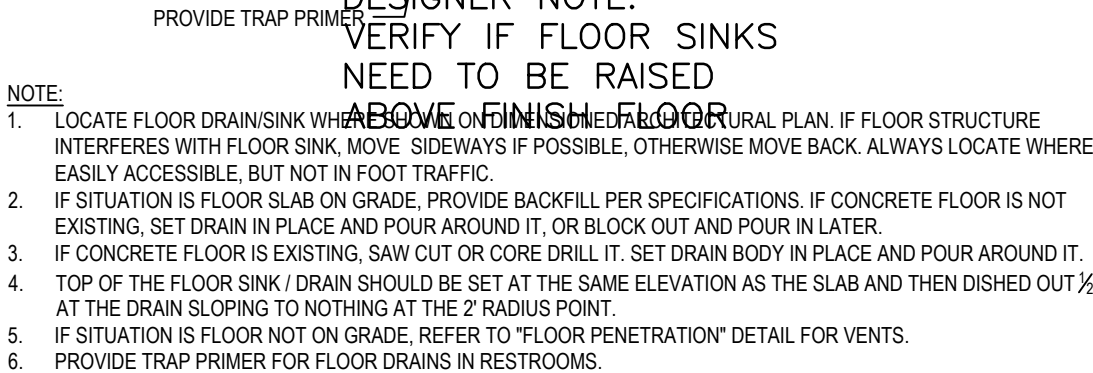 DESIGNER NOTE:
PROVIDE TRAP PRIMER
VERIFY IF FLOOR SINKS
NEED TO BE RAISED
ABOVE FINISH FLOOR
NOTE:
1. LOCATE FLOOR DRAIN/SINK WHERE SHOWN ON DIMENSIONED ARCHITECTURAL PLAN. IF FLOOR STRUCTURE
INTERFERES WITH FLOOR SINK, MOVE SIDEWAYS IF POSSIBLE, OTHERWISE MOVE BACK. ALWAYS LOCATE WHERE
EASILY ACCESSIBLE, BUT NOT IN FOOT TRAFFIC.
2. IF SITUATION IS FLOOR SLAB ON GRADE, PROVIDE BACKFILL PER SPECIFICATIONS. IF CONCRETE FLOOR IS NOT
EXISTING, SET DRAIN IN PLACE AND POUR AROUND IT, OR BLOCK OUT AND POUR IN LATER.
3. IF CONCRETE FLOOR IS EXISTING, SAW CUT OR CORE DRILL IT. SET DRAIN BODY IN PLACE AND POUR AROUND IT.
4. TOP OF THE FLOOR SINK / DRAIN SHOULD BE SET AT THE SAME ELEVATION AS THE SLAB AND THEN DISHED OUT ½
AT THE DRAIN SLOPING TO NOTHING AT THE 2' RADIUS POINT.
5. IF SITUATION IS FLOOR NOT ON GRADE, REFER TO "FLOOR PENETRATION" DETAIL FOR VENTS.
6. PROVIDE TRAP PRIMER FOR FLOOR DRAINS IN RESTROOMS.